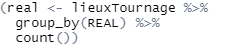 (real <- lieuxTournage %>%
  group_by(REAL) %>%
  count())